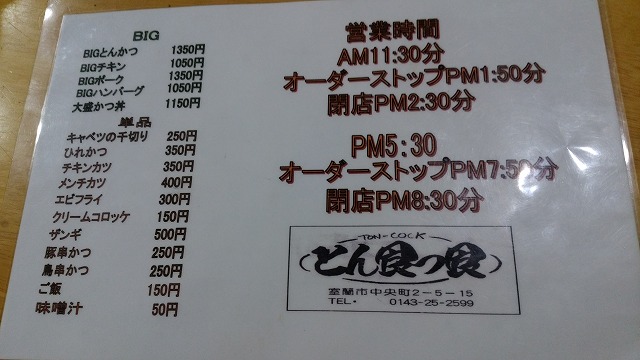 BIG
BIGとんかつ 1350円
BIGチキン 1050円
BIGポーク 1350円
BIGハンバーグ 1050円
大盛かつ丼 1150円
単品
キャベツの千切り 250円
ひれかつ 350円
チキンカツ 350円
メンチカツ 400円
エビフライ 300円
クリームコロッケ 150円
ザンギ 500円
豚串かつ 250円
鳥串かつ 250円
ご飯 150円
味噌汁 50円
営業時間
AM11:30分
オーダーストップPM1:50分
閉店PM2:30分
PM5:30
オーダーストップPM7:50分
閉店PM8:30分
TON-COCK
とん食っ食
室蘭市中央町2-5-15
TEL・ 0143-25-2599